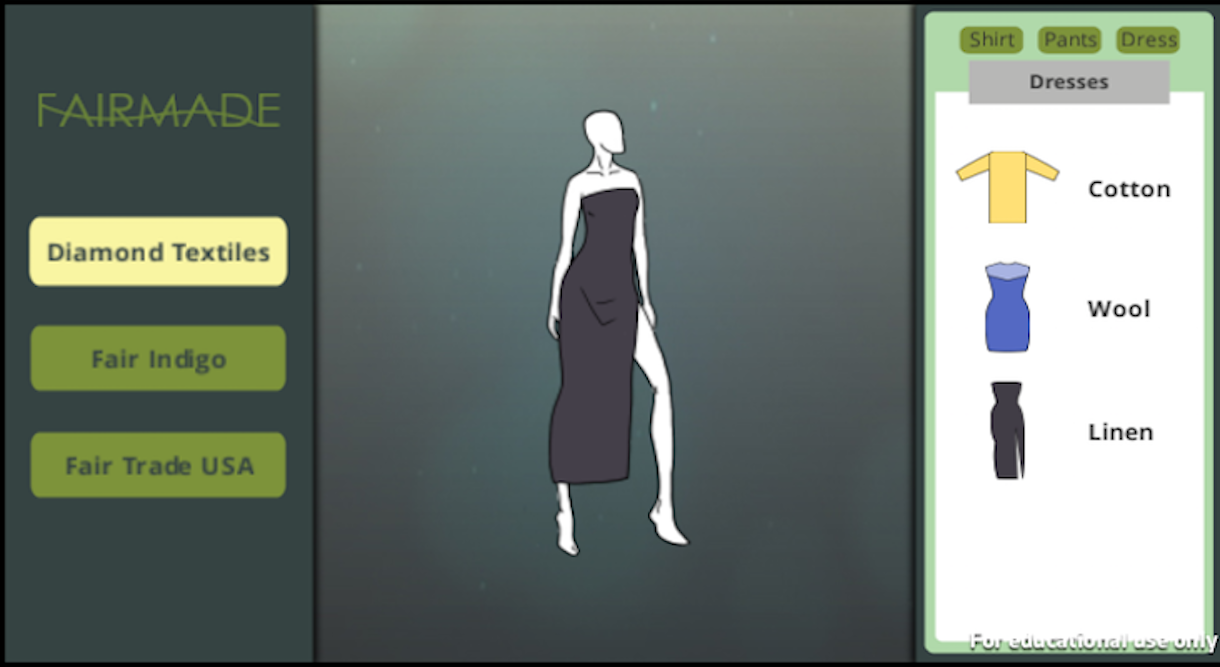 FAIRMADE
Diamond Textiles
Fair Indigo
Fair Trade USA
Shirt Pants Dress
Dresses
Cotton
Wool
Linen
For educational use only